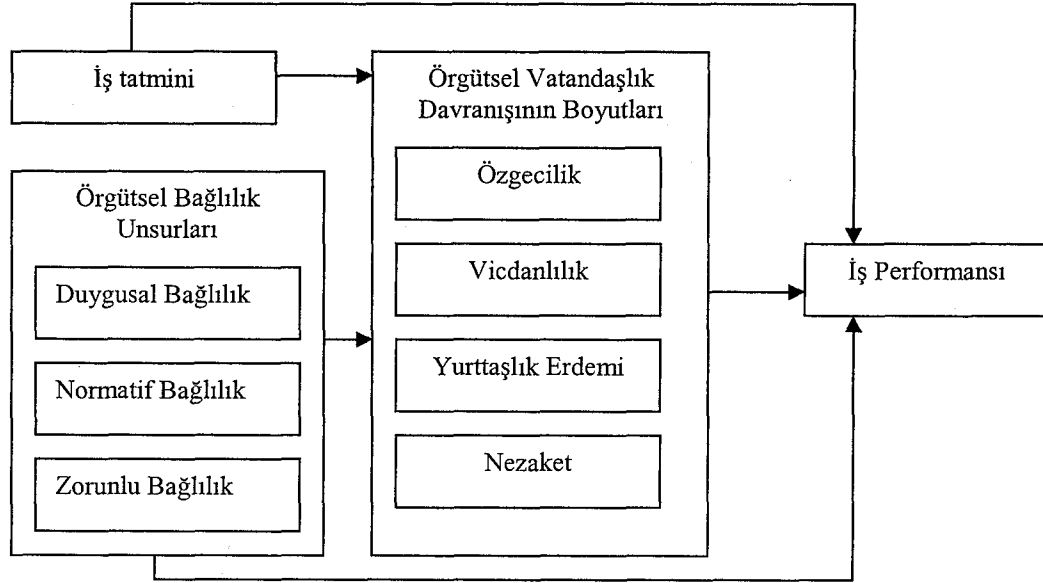 İş tatmini
Örgütsel Bağlılık
Unsurları
Duygusal Bağlılık
Normatif Bağlılık
Zorunlu Bağlılık
Örgütsel Vatandaşlık
Davranışının Boyutları
Özgecilik
Vicdanlılık
Yurttaşlık Erdemi
Nezaket
İş Performansı